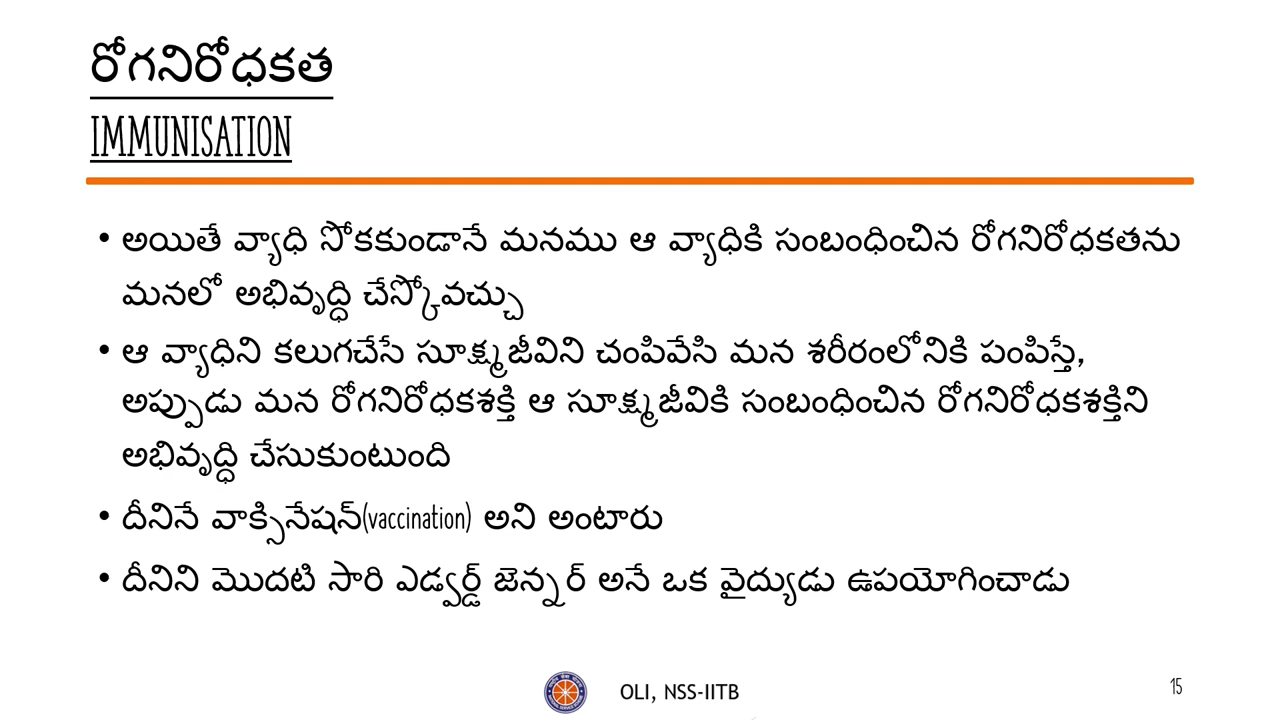 రోగనిరోధకత
IMMUNISATION
• అయితే వ్యాధి సోకకుండానే మనము ఆ వ్యాధికి సంబంధించిన రోగనిరోధకతను
మనలో అభివృద్ధి చేస్కోవచ్చు
• ఆ వ్యాధిని కలుగచేసే సూక్ష్మజీవిని చంపివేసి మన శరీరంలోనికి పంపిస్తే,
అప్పుడు మన రోగనిరోధకశక్తి ఆ సూక్ష్మజీవికి సంబంధించిన రోగనిరోధకశక్తిని
అభివృద్ధి చేసుకుంటుంది
• దీనినే వాక్సినేషన్(vaccination) అని అంటారు
• దీనిని మొదటి సారి ఎడ్వర్డ్ జెన్నర్ అనే ఒక వైద్యుడు ఉపయోగించాడు
OLI, NSS-IITB
15